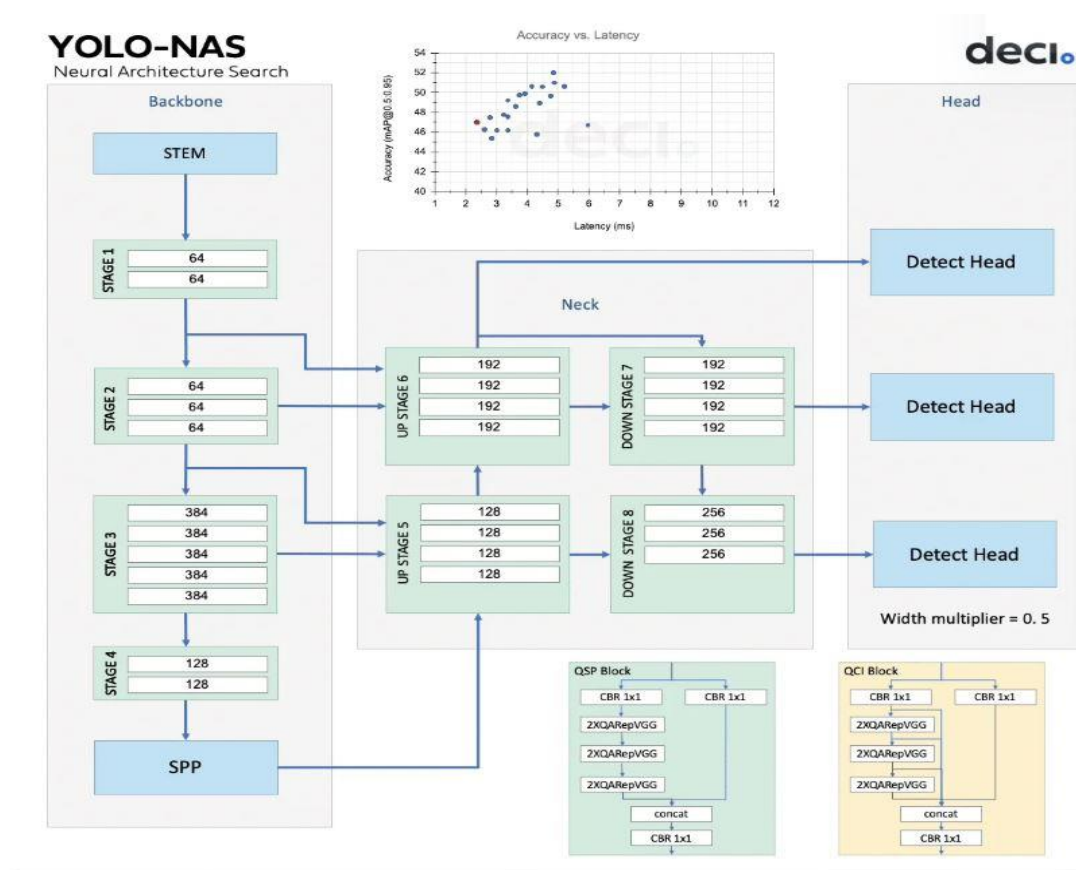 YOLO-NAS
Neural Architecture Search
deci.
Accuracy vs. Latency
Accuracy (mAP@0.5:0.95)
54
52
50
48
46
44
42
40
1 2 3 4 5 6 7 8 9 10 11 12
Latency (ms)
deci.
Backbone
STEM
STAGE 1
64
64
STAGE 2
64
64
64
STAGE 3
384
384
384
384
384
STAGE 4
128
128
SPP
Neck
UP STAGE 6
192
192
192
192
DOWN STAGE 7
192
192
192
192
UP STAGE 5
128
128
128
128
DOWN STAGE 8
256
256
256
Head
Detect Head
Detect Head
Detect Head
Width multiplier = 0. 5
QSP Block
CBR 1x1 CBR 1x1
2XQARepVGG
2XQARepVGG
2XQARepVGG
concat
CBR 1x1
QCI Block
CBR 1x1 CBR 1x1
2XQARepVGG
2XQARepVGG
2XQARepVGG
concat
CBR 1x1